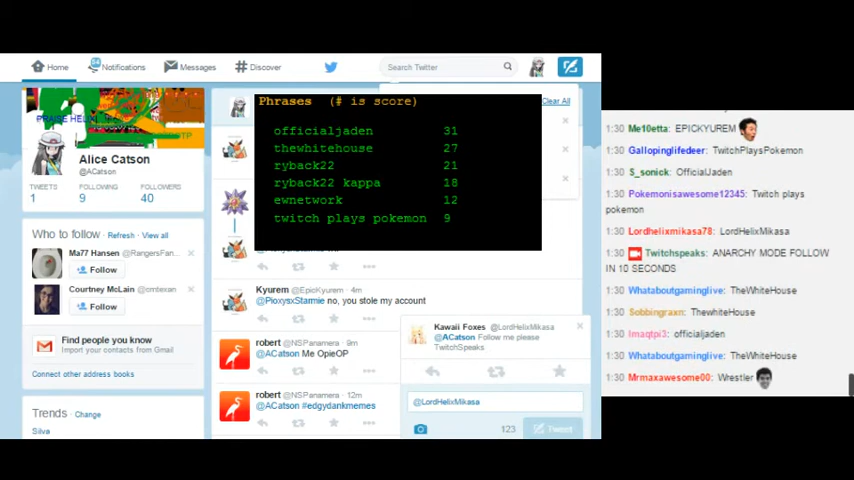 Home
54
Notifications
Messages
Discover
Search Twitter
PRAISE HELIX
Alice Catson
@ACatson
TWEETS
FOLLOWING
FOLLOWERS
1
9
40
Who to follow · Refresh · View all
Ma77 Hansen @RangersFan...
Follow
Courtney McLain @cmtexan
Follow
Find people you know
Import your contacts from Gmail
Connect other address books
Trends · Change
Silva
Phrases (# is score)
officialjaden 31
thewhitehouse 27
ryback22 21
ryback22 kappa 18
ewnetwork 12
twitch plays pokemon 9
Clear All
Kyurem @EpicKyurem · 4m
@PioxysxStarmie no, you stole my account
robert @NSPanamera · 9m
@ACatson Me OpieOP
robert @NSPanamera · 12m
@ACatson #edgydankmemes
Kawaii Foxes @LordHelixMikasa
@ACatson Follow me please
TwitchSpeaks
@LordHelixMikasa
123
Tweet
1:30 Me10etta: EPICKYUREM
1:30 Gallopinglifedeer: TwitchPlaysPokemon
1:30 S_sonick: OfficialJaden
1:30 Pokemonisawesome12345: Twitch plays
pokemon
1:30 Lordhelixmikasa78: LordHelixMikasa
1:30 Twitchspeaks: ANARCHY MODE FOLLOW
IN 10 SECONDS
1:30 Whataboutgaminglive: TheWhiteHouse
1:30 Sobbingraxn: ThewhiteHouse
1:30 Imaqtpi3: officialjaden
1:30 Whataboutgaminglive: TheWhiteHouse
1:30 Mrmaxawesome00: Wrestler